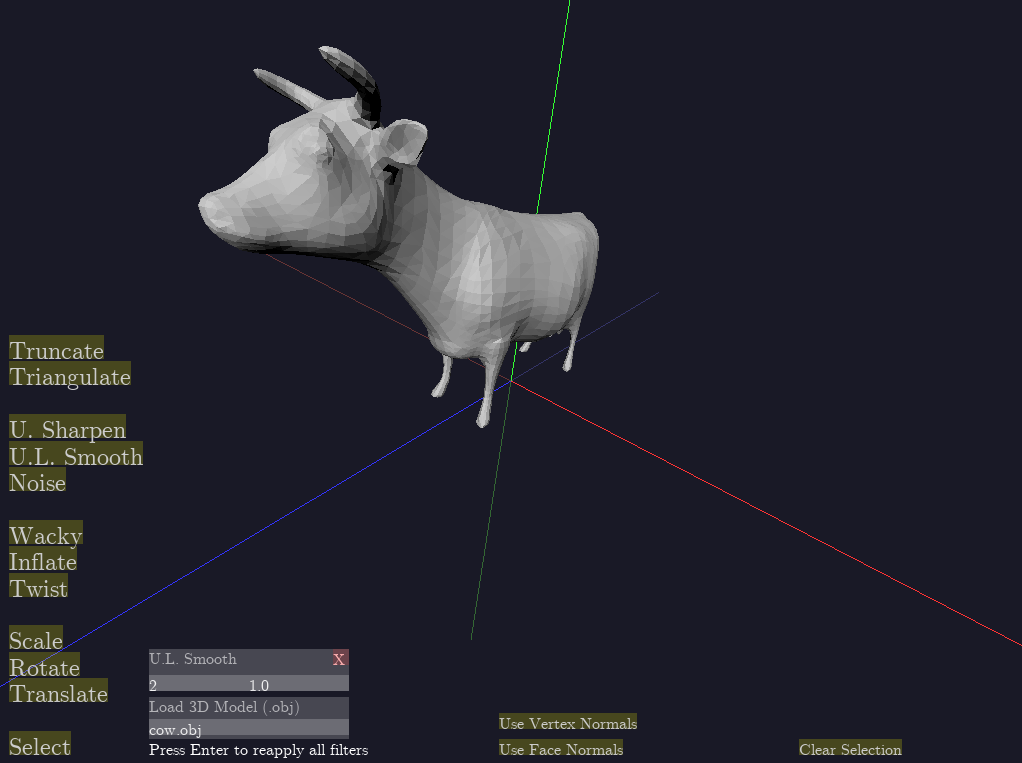 Truncate
Triangulate
U. Sharpen
U.L. Smooth
Noise
Wacky
Inflate
Twist
Scale
Rotate
Translate
Select
U.L. Smooth X
2 1.0
Load 3D Model (.obj)
cow.obj
Press Enter to reapply all filters
Use Vertex Normals
Use Face Normals
Clear Selection